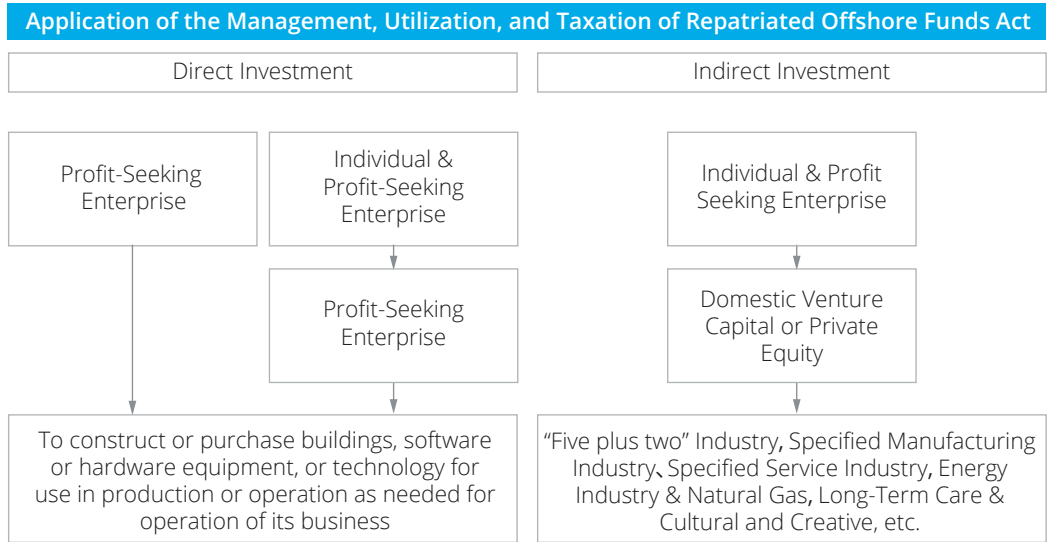 Application of the Management, Utilization, and Taxation of Repatriated Offshore Funds Act
Direct Investment
Indirect Investment
Profit-Seeking
Enterprise
Individual &
Profit-Seeking
Enterprise
Individual & Profit
Seeking Enterprise
Profit-Seeking
Enterprise
Domestic Venture
Capital or Private
Equity
To construct or purchase buildings, software
or hardware equipment, or technology for
use in production or operation as needed for
operation of its business
“Five plus two” Industry, Specified Manufacturing
Industry、Specified Service Industry, Energy
Industry & Natural Gas, Long-Term Care &
Cultural and Creative, etc.